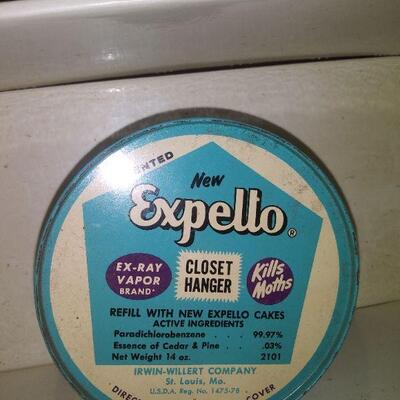 New
Expello®
EX-RAY
VAPOR
BRAND
CLOSET
HANGER
Kills
Moths
REFILL WITH NEW EXPELLO CAKES
ACTIVE INGREDIENTS
Paradichlorobenzene . . . 99.97%
Essence of Cedar & Pine . . .03%
Net Weight 14 oz. 2101
IRWIN-WILLERT COMPANY
St. Louis, Mo.
U.S.D.A. Reg. No. 1475-78